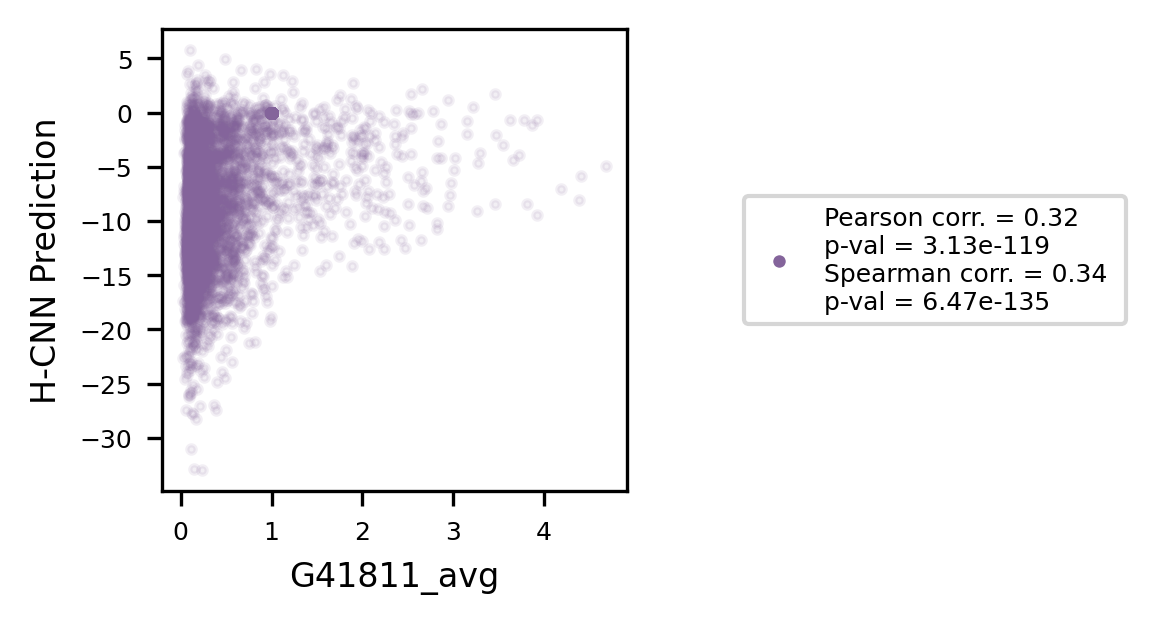 5
0
−5
−10
−15
−20
−25
−30
H-CNN Prediction
0 1 2 3 4
G41811_avg
Pearson corr. = 0.32
p-val = 3.13e-119
Spearman corr. = 0.34
p-val = 6.47e-135